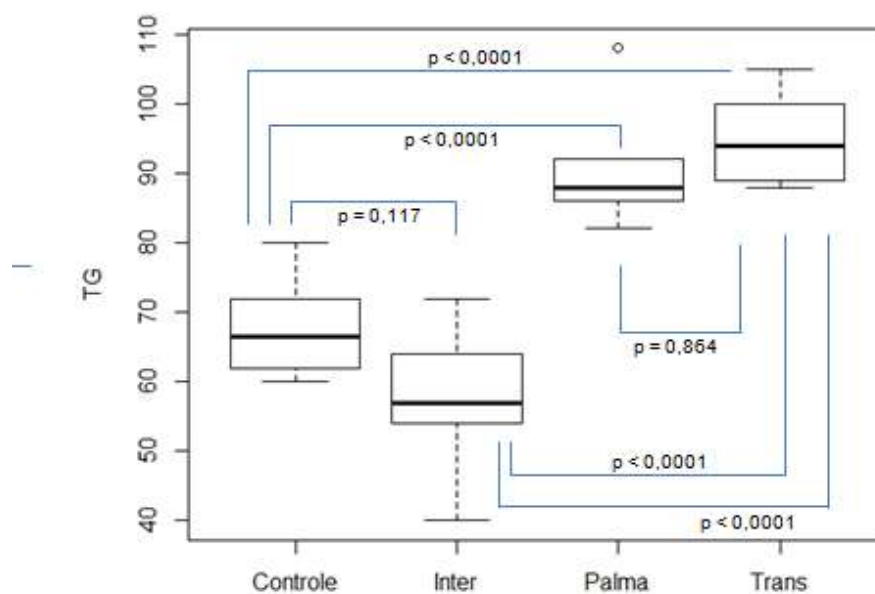 110
p < 0,0001
100
p < 0,0001
90
p = 0,117
80
TG
70
p = 0,864
60
50
p < 0,0001
40
p < 0,0001
Controle Inter Palma Trans